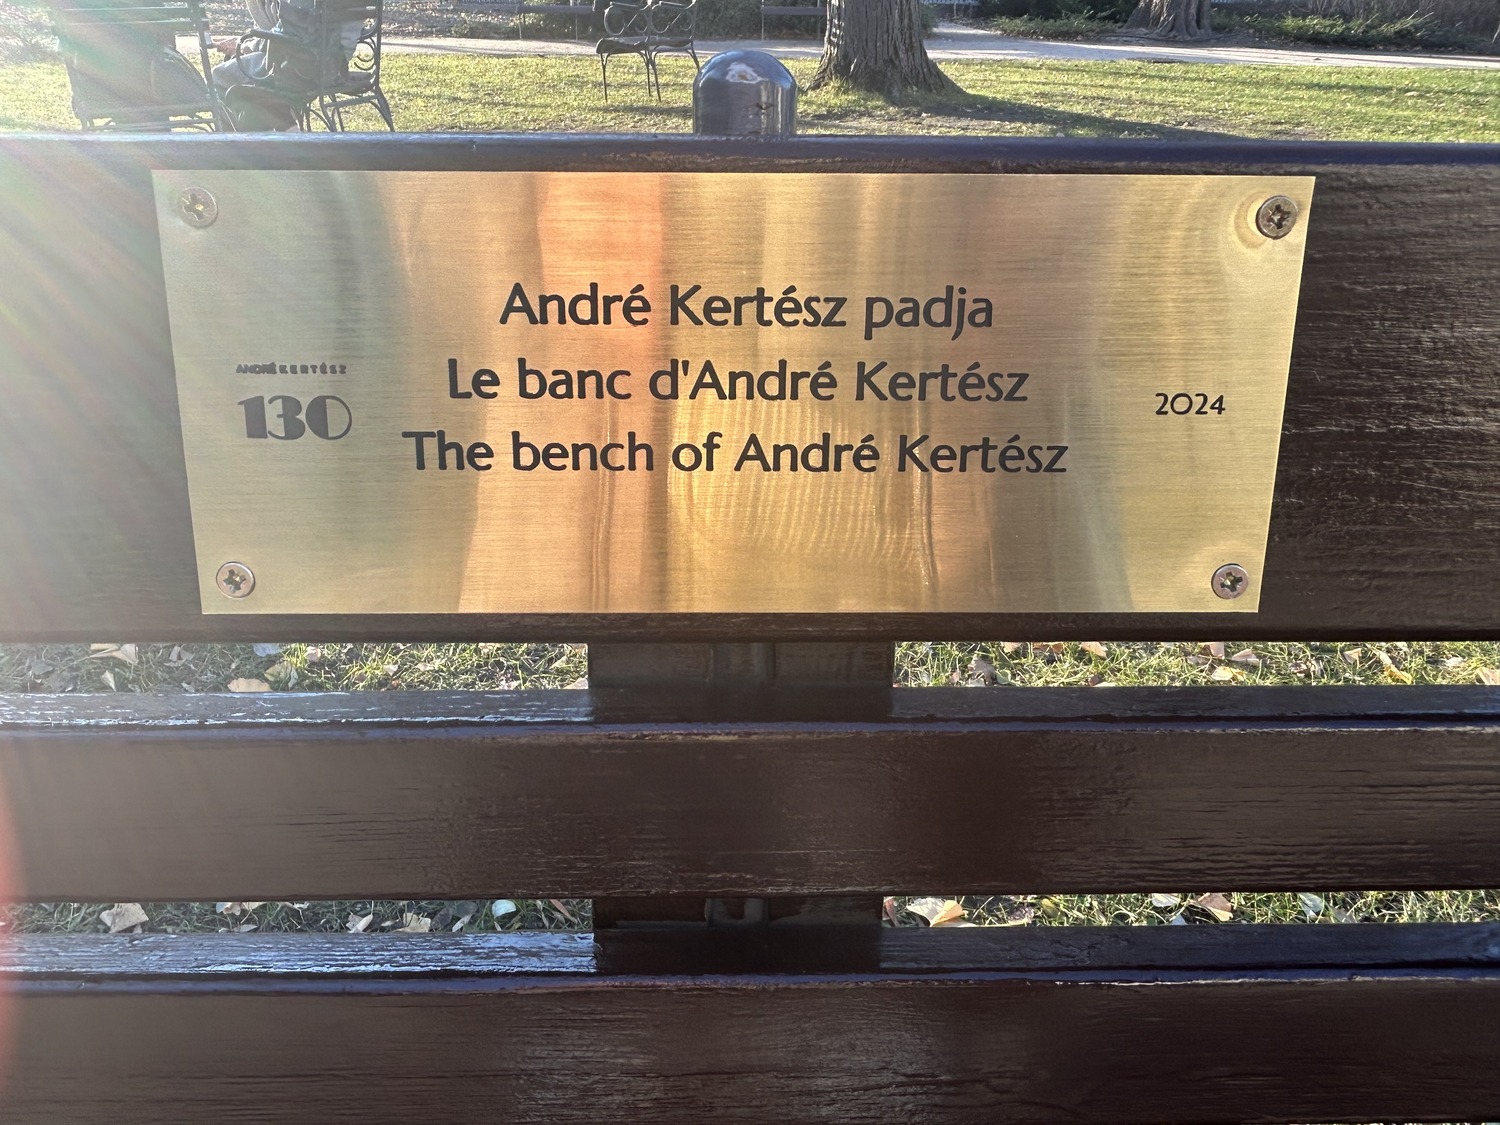 André Kertész padja
Le banc d'André Kertész
The bench of André Kertész
ANDRÉ KERTÉSZ
130
2024